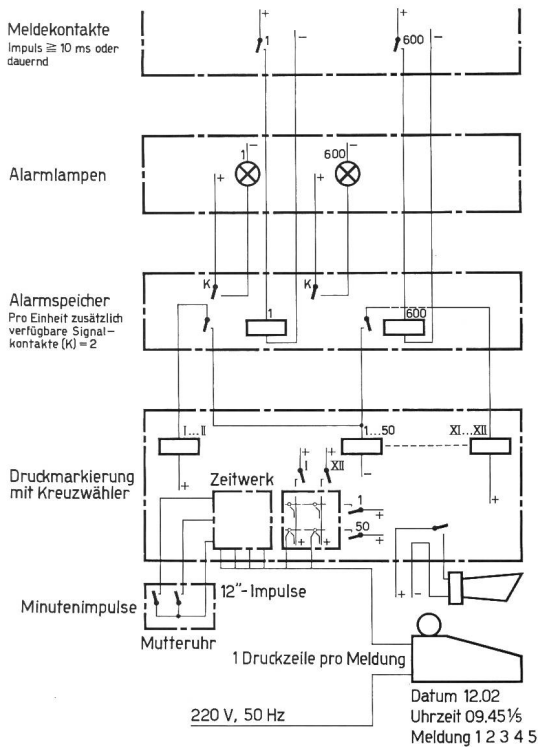 Meldekontakte
Impuls ≧ 10 ms oder
dauernd
+ 1 − + 600 −
Alarmlampen
1 − 600 −
+ +
Alarmspeicher
Pro Einheit zusätzlich
verfügbare Signal-
kontakte (K) = 2
K K
1 600
Druckmarkierung
mit Kreuzwähler
I...II 1...50 XI...XII
+ − +
Zeitwerk
I XII
+ +
1
+
50
+
+ +
+ −
Minutenimpulse
12"-Impulse
Mutteruhr
1 Druckzeile pro Meldung
220 V, 50 Hz
Datum 12.02
Uhrzeit 09.45⅕
Meldung 1 2 3 4 5